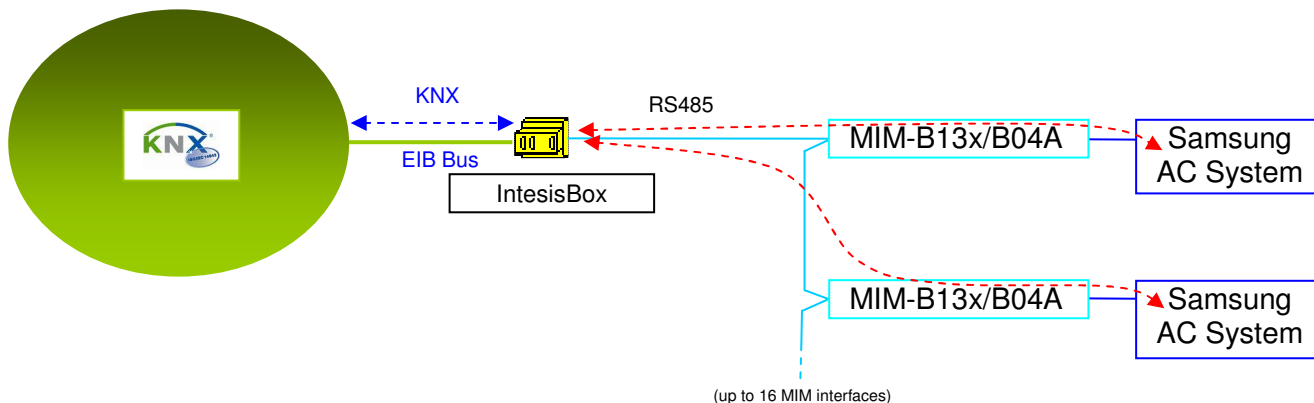 KNX
RS485
KNX
EIB Bus
IntesisBox
MIM-B13x/B04A
Samsung
AC System
MIM-B13x/B04A
Samsung
AC System
(up to 16 MIM interfaces)